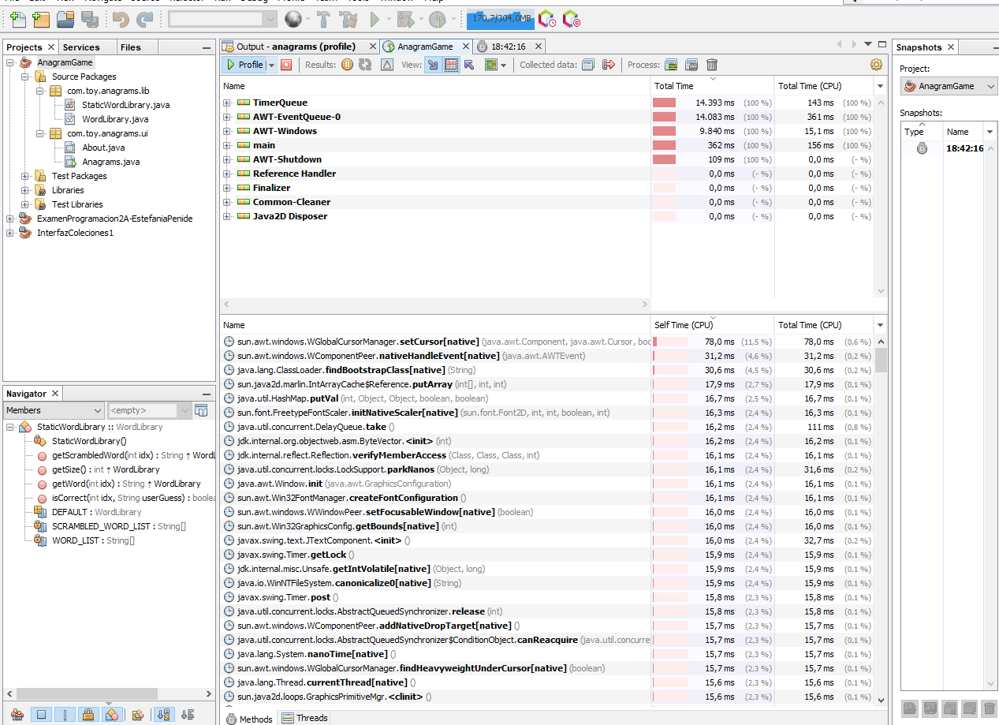 170,7/304,0MB
Projects
Services
Files
AnagramGame
Source Packages
com.toy.anagrams.lib
StaticWordLibrary.java
WordLibrary.java
com.toy.anagrams.ui
About.java
Anagrams.java
Test Packages
Libraries
Test Libraries
ExamenProgramacion2A-EstefaniaPenide
InterfazColeciones1
Navigator
Members
<empty>
StaticWordLibrary :: WordLibrary
StaticWordLibrary()
getScrambledWord(int idx) : String ↑ WordL
getSize() : int ↑ WordLibrary
getWord(int idx) : String ↑ WordLibrary
isCorrect(int idx, String userGuess) : boolea
DEFAULT : WordLibrary
SCRAMBLED_WORD_LIST : String[]
WORD_LIST : String[]
Output - anagrams (profile)
AnagramGame
18:42:16
Profile
Results:
View:
Collected data:
Process:
Name Total Time Total Time (CPU)
TimerQueue 14.393 ms (100 %) 143 ms (100 %)
AWT-EventQueue-0 14.083 ms (100 %) 361 ms (100 %)
AWT-Windows 9.840 ms (100 %) 15,1 ms (100 %)
main 362 ms (100 %) 156 ms (100 %)
AWT-Shutdown 109 ms (100 %) 0,0 ms (- %)
Reference Handler 0,0 ms (- %) 0,0 ms (- %)
Finalizer 0,0 ms (- %) 0,0 ms (- %)
Common-Cleaner 0,0 ms (- %) 0,0 ms (- %)
Java2D Disposer 0,0 ms (- %) 0,0 ms (- %)
Name Self Time (CPU) Total Time (CPU)
sun.awt.windows.WGlobalCursorManager.setCursor[native] (java.awt.Component, java.awt.Cursor, boo 78,0 ms (11,5 %) 78,0 ms (0,6 %)
sun.awt.windows.WComponentPeer.nativeHandleEvent[native] (java.awt.AWTEvent) 31,2 ms (4,6 %) 31,2 ms (0,2 %)
java.lang.ClassLoader.findBootstrapClass[native] (String) 30,6 ms (4,5 %) 30,6 ms (0,2 %)
sun.java2d.marlin.IntArrayCache$Reference.putArray (int[], int, int) 17,9 ms (2,7 %) 17,9 ms (0,1 %)
java.util.HashMap.putVal (int, Object, Object, boolean, boolean) 16,7 ms (2,5 %) 16,7 ms (0,1 %)
sun.font.FreetypeFontScaler.initNativeScaler[native] (sun.font.Font2D, int, int, boolean, int) 16,3 ms (2,4 %) 16,3 ms (0,1 %)
java.util.concurrent.DelayQueue.take () 16,2 ms (2,4 %) 111 ms (0,8 %)
jdk.internal.org.objectweb.asm.ByteVector.<init> (int) 16,2 ms (2,4 %) 16,2 ms (0,1 %)
jdk.internal.reflect.Reflection.verifyMemberAccess (Class, Class, Class, int) 16,1 ms (2,4 %) 16,1 ms (0,1 %)
java.util.concurrent.locks.LockSupport.parkNanos (Object, long) 16,1 ms (2,4 %) 31,6 ms (0,2 %)
java.awt.Window.init (java.awt.GraphicsConfiguration) 16,1 ms (2,4 %) 16,1 ms (0,1 %)
sun.awt.Win32FontManager.createFontConfiguration () 16,1 ms (2,4 %) 16,1 ms (0,1 %)
sun.awt.windows.WWindowPeer.setFocusableWindow[native] (boolean) 16,0 ms (2,4 %) 16,0 ms (0,1 %)
sun.awt.Win32GraphicsConfig.getBounds[native] (int) 16,0 ms (2,4 %) 16,0 ms (0,1 %)
javax.swing.text.JTextComponent.<init> () 16,0 ms (2,4 %) 32,7 ms (0,2 %)
javax.swing.Timer.getLock () 15,9 ms (2,4 %) 15,9 ms (0,1 %)
jdk.internal.misc.Unsafe.getIntVolatile[native] (Object, long) 15,9 ms (2,4 %) 15,9 ms (0,1 %)
java.io.WinNTFileSystem.canonicalize0[native] (String) 15,9 ms (2,4 %) 15,9 ms (0,1 %)
javax.swing.Timer.post () 15,8 ms (2,3 %) 15,8 ms (0,1 %)
java.util.concurrent.locks.AbstractQueuedSynchronizer.release (int) 15,8 ms (2,3 %) 15,8 ms (0,1 %)
sun.awt.windows.WComponentPeer.addNativeDropTarget[native] () 15,7 ms (2,3 %) 15,7 ms (0,1 %)
java.util.concurrent.locks.AbstractQueuedSynchronizer$ConditionObject.canReacquire (java.util.concurre 15,7 ms (2,3 %) 15,7 ms (0,1 %)
java.lang.System.nanoTime[native] () 15,7 ms (2,3 %) 15,7 ms (0,1 %)
sun.awt.windows.WGlobalCursorManager.findHeavyweightUnderCursor[native] (boolean) 15,7 ms (2,3 %) 15,7 ms (0,1 %)
java.lang.Thread.currentThread[native] () 15,6 ms (2,3 %) 15,6 ms (0,1 %)
sun.java2d.loops.GraphicsPrimitiveMgr.<clinit> () 15,6 ms (2,3 %) 15,6 ms (0,1 %)
Methods
Threads
Snapshots
Project:
AnagramGame
Snapshots:
Type Name
18:42:16